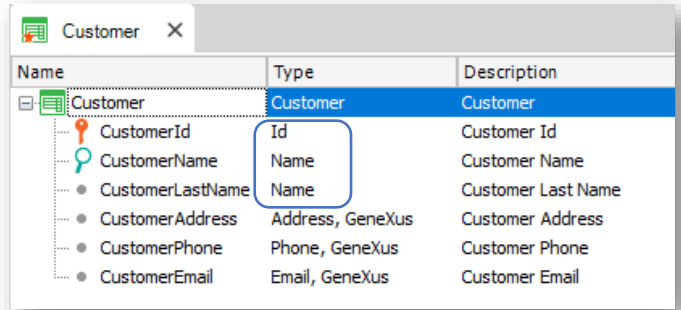 Customer
Name Type Description
Customer Customer Customer
CustomerId Id Customer Id
CustomerName Name Customer Name
CustomerLastName Name Customer Last Name
CustomerAddress Address, GeneXus Customer Address
CustomerPhone Phone, GeneXus Customer Phone
CustomerEmail Email, GeneXus Customer Email